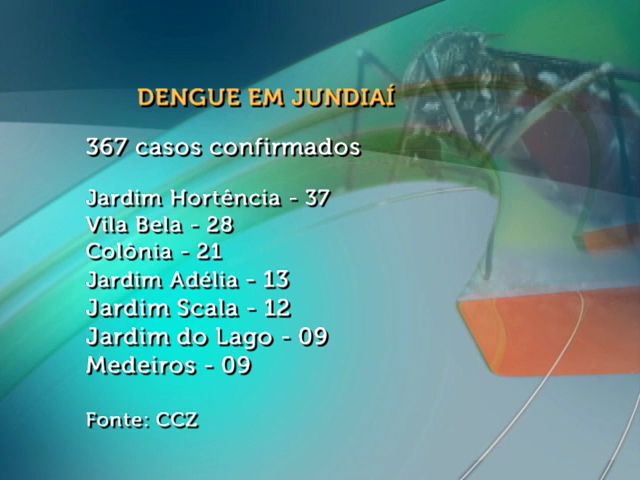 DENGUE EM JUNDIAÍ
367 casos confirmados
Jardim Hortência - 37
Vila Bela - 28
Colônia - 21
Jardim Adélia - 13
Jardim Scala - 12
Jardim do Lago - 09
Medeiros - 09
Fonte: CCZ